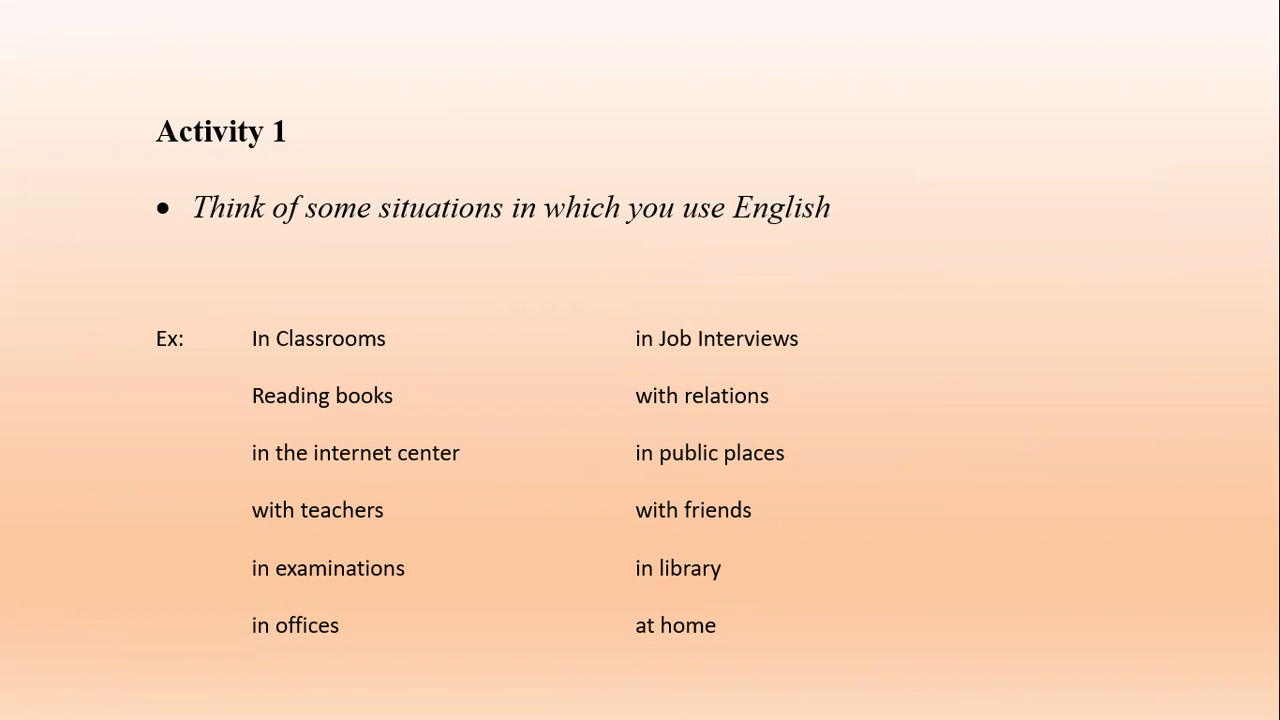 Activity 1
• Think of some situations in which you use English
Ex: In Classrooms in Job Interviews
Reading books with relations
in the internet center in public places
with teachers with friends
in examinations in library
in offices at home